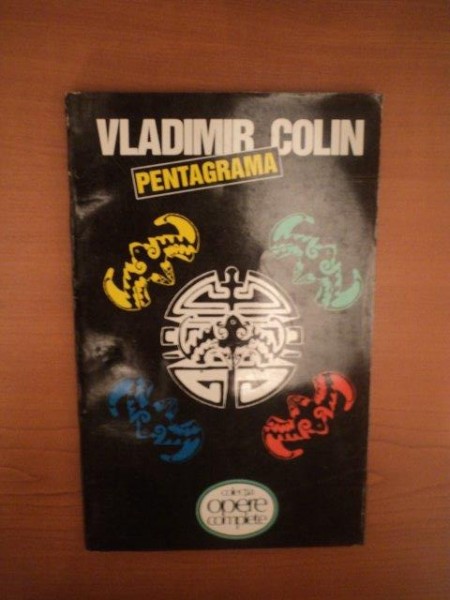 VLADIMIR COLIN
PENTAGRAMA
colecția
opere
complete